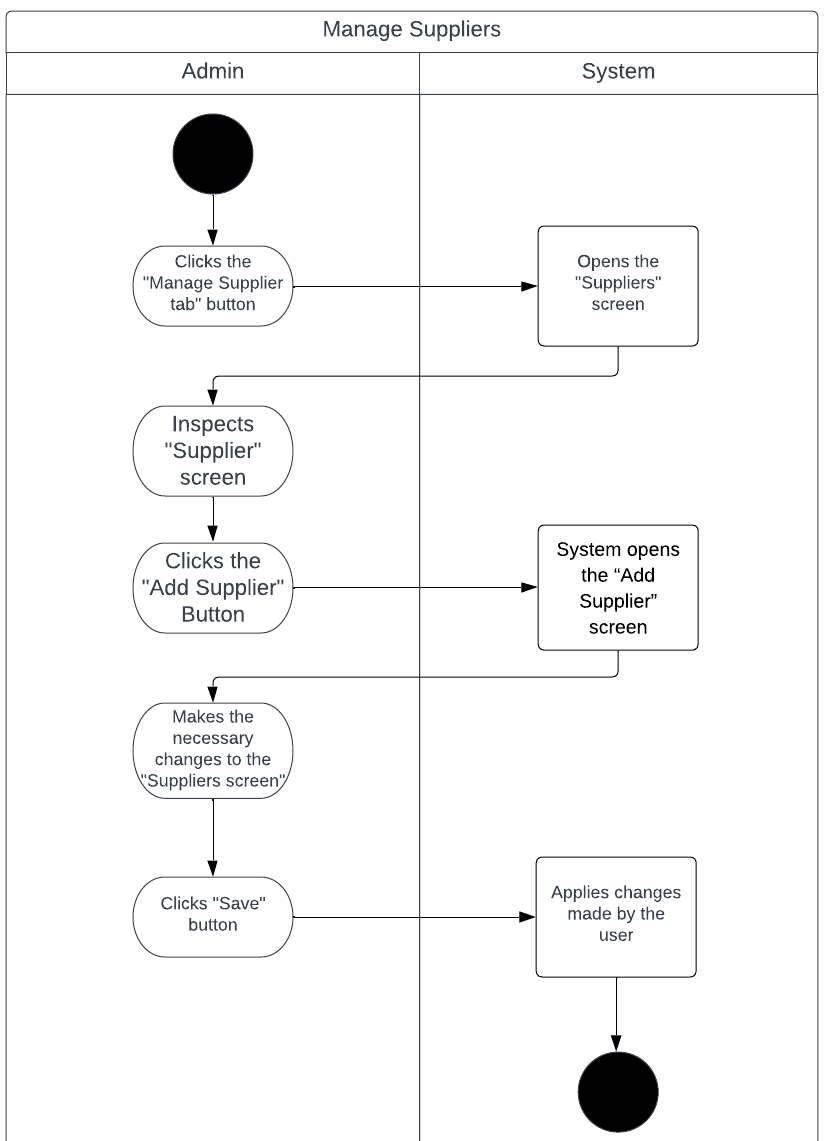 Manage Suppliers
Admin
System
Clicks the
"Manage Supplier
tab" button
Opens the
"Suppliers"
screen
Inspects
"Supplier"
screen
Clicks the
"Add Supplier"
Button
System opens
the “Add
Supplier”
screen
Makes the
necessary
changes to the
"Suppliers screen"
Clicks "Save"
button
Applies changes
made by the
user